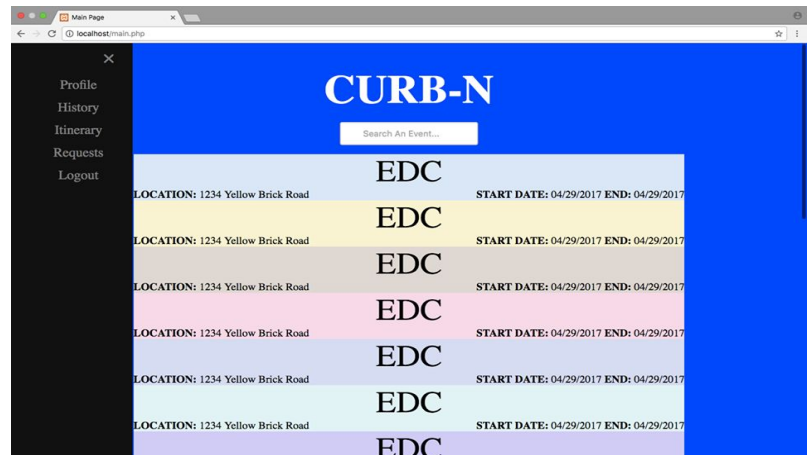 Main Page
localhost/main.php
Profile
History
Itinerary
Requests
Logout
CURB-N
Search An Event...
EDC
LOCATION: 1234 Yellow Brick Road START DATE: 04/29/2017 END: 04/29/2017
EDC
LOCATION: 1234 Yellow Brick Road START DATE: 04/29/2017 END: 04/29/2017
EDC
LOCATION: 1234 Yellow Brick Road START DATE: 04/29/2017 END: 04/29/2017
EDC
LOCATION: 1234 Yellow Brick Road START DATE: 04/29/2017 END: 04/29/2017
EDC
LOCATION: 1234 Yellow Brick Road START DATE: 04/29/2017 END: 04/29/2017
EDC
LOCATION: 1234 Yellow Brick Road START DATE: 04/29/2017 END: 04/29/2017
EDC